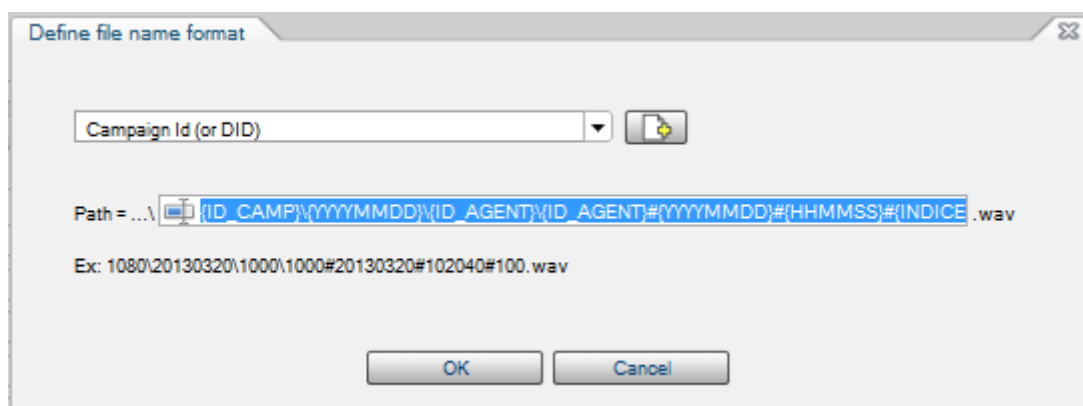 Define file name format
Campaign Id (or DID)
Path = ...\ {ID_CAMP}\{YYYYMMDD}\{ID_AGENT}\{ID_AGENT}#{YYYYMMDD}#{HHMMSS}#{INDICE .wav
Ex: 1080\20130320\1000\1000#20130320#102040#100.wav
OK Cancel